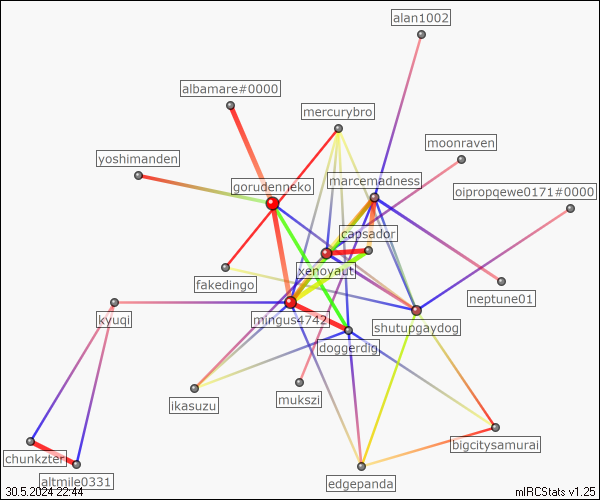 alan1002
albamare#0000
mercurybro
moonraven
yoshimanden
gorudenneko
marcemadness
oipropqewe0171#0000
capsador
xenoyaut
fakedingo
neptune01
kyuqi
mingus4742
shutupgaydog
doggerdig
ikasuzu
mukszi
bigcitysamurai
chunkzter
altmile0331
edgepanda
30.5.2024 22:44
mIRCStats v1.25